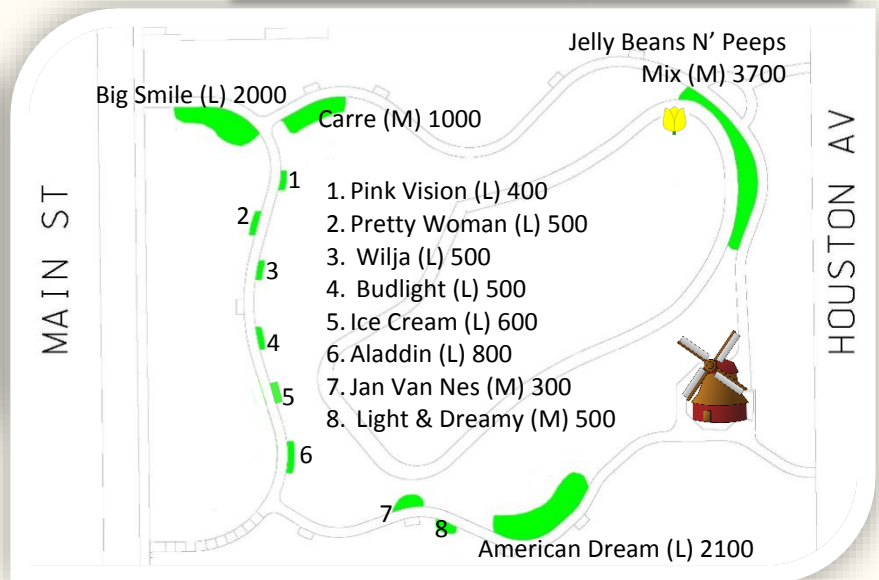 Jelly Beans N' Peeps
Mix (M) 3700
Big Smile (L) 2000
Carre (M) 1000
MAIN ST
HOUSTON AV
1
2
3
4
5
6
7
8
1. Pink Vision (L) 400
2. Pretty Woman (L) 500
3. Wilja (L) 500
4. Budlight (L) 500
5. Ice Cream (L) 600
6. Aladdin (L) 800
7. Jan Van Nes (M) 300
8. Light & Dreamy (M) 500
American Dream (L) 2100